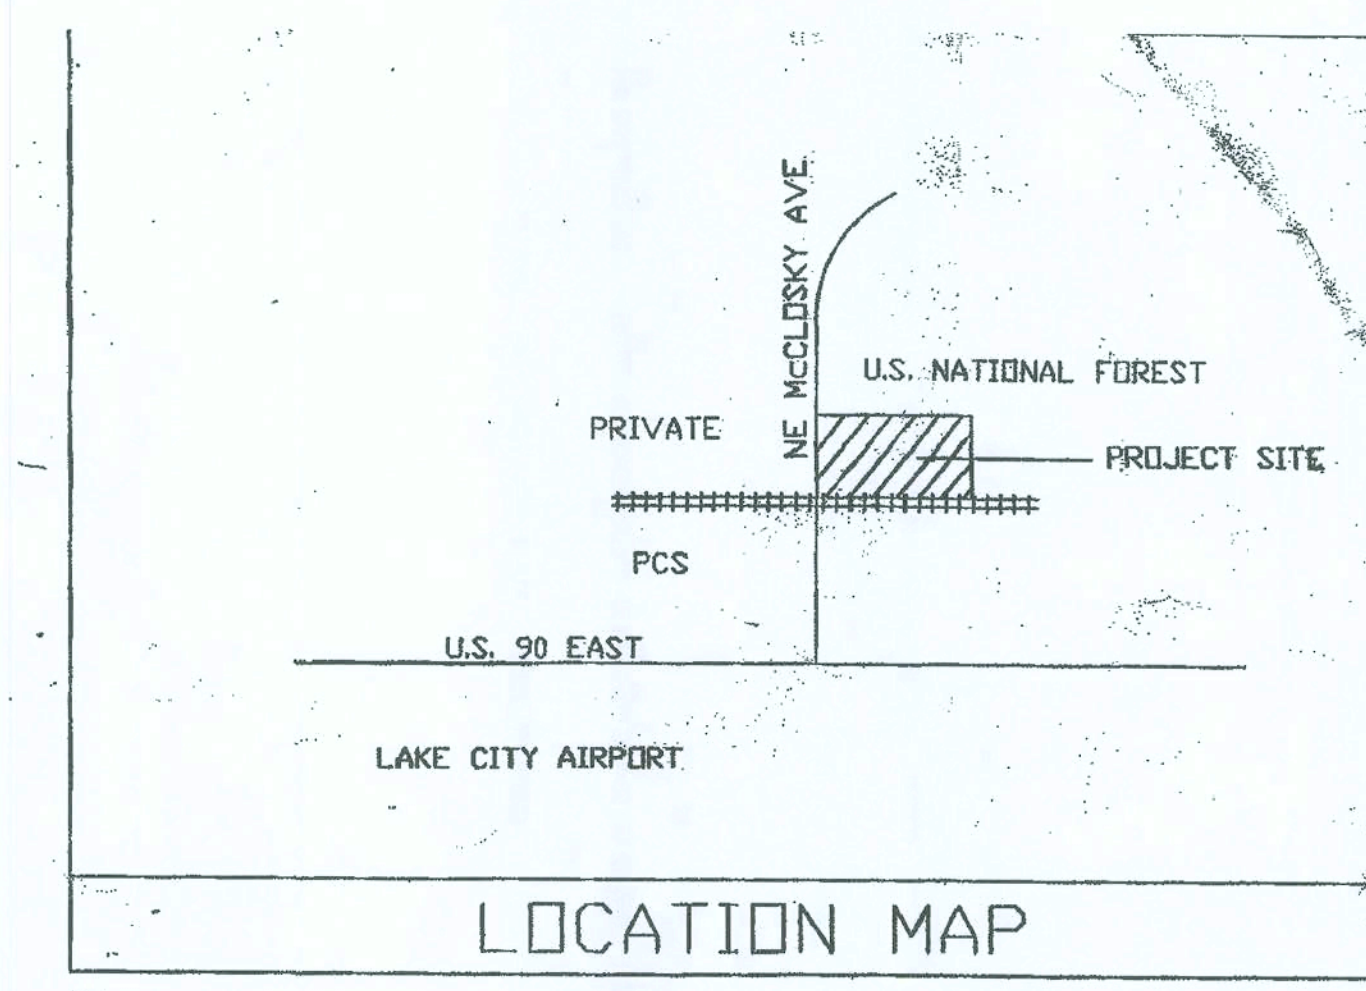 NE McCLOSKY AVE.
U.S. NATIONAL FOREST
PRIVATE
PROJECT SITE
PCS
U.S. 90 EAST
LAKE CITY AIRPORT
LOCATION MAP